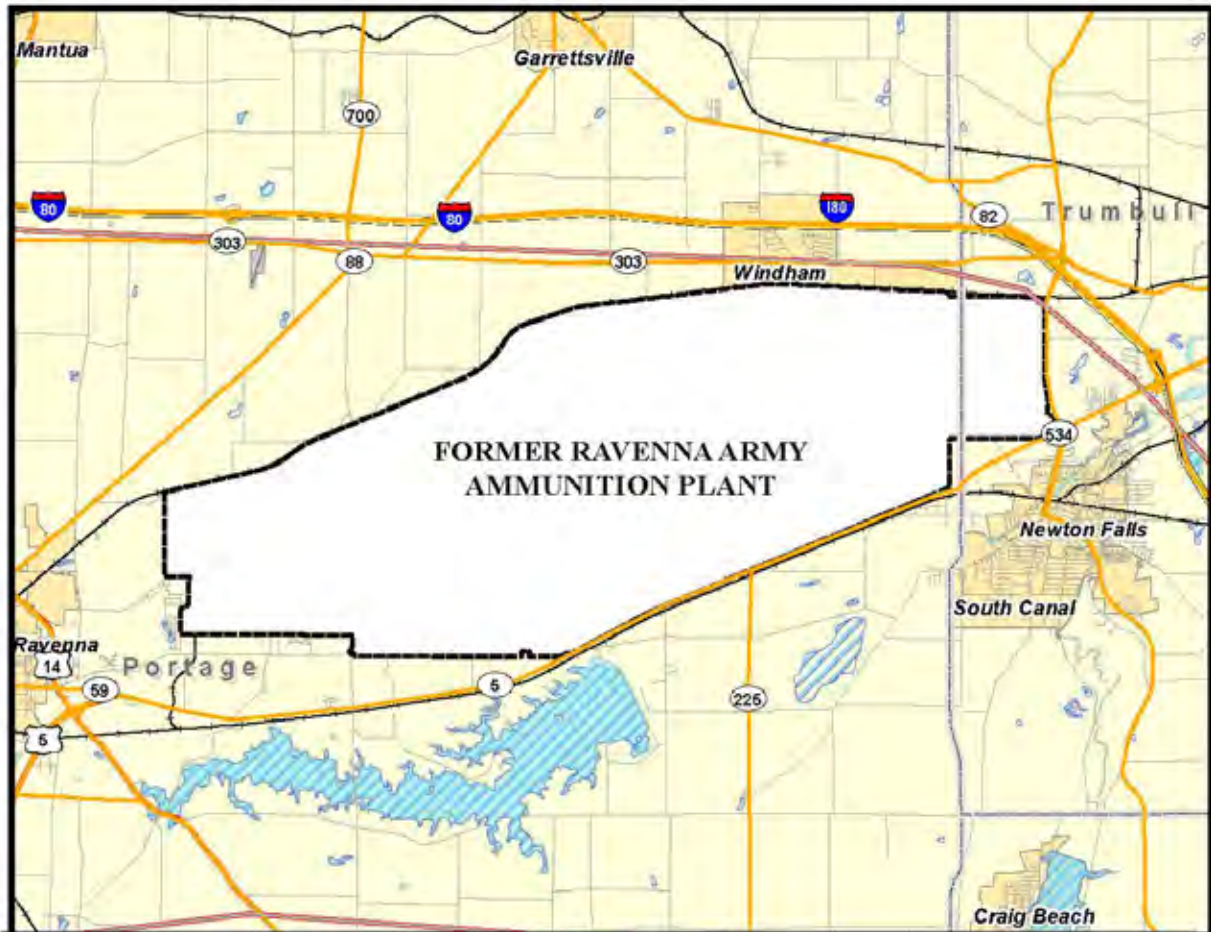 Mantua
Garrettsville
700
80
80
180
82
Trumbull
303
88
303
Windham
FORMER RAVENNA ARMY
AMMUNITION PLANT
534
Newton Falls
South Canal
Ravenna
14
Portage
59
5
225
5
Craig Beach